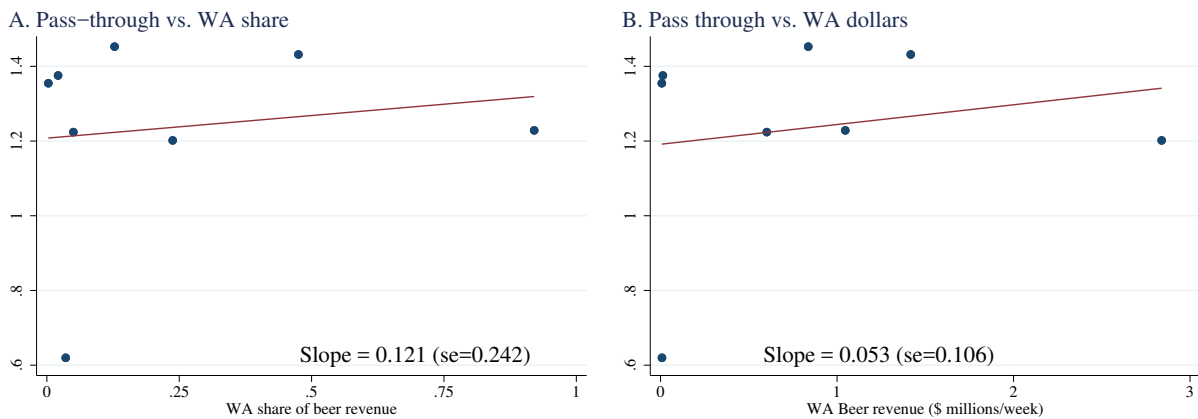 A. Pass−through vs. WA share
1.4
1.2
1
.8
.6
Slope = 0.121 (se=0.242)
0 .25 .5 .75 1
WA share of beer revenue
B. Pass through vs. WA dollars
1.4
1.2
1
.8
.6
Slope = 0.053 (se=0.106)
0 1 2 3
WA Beer revenue ($ millions/week)